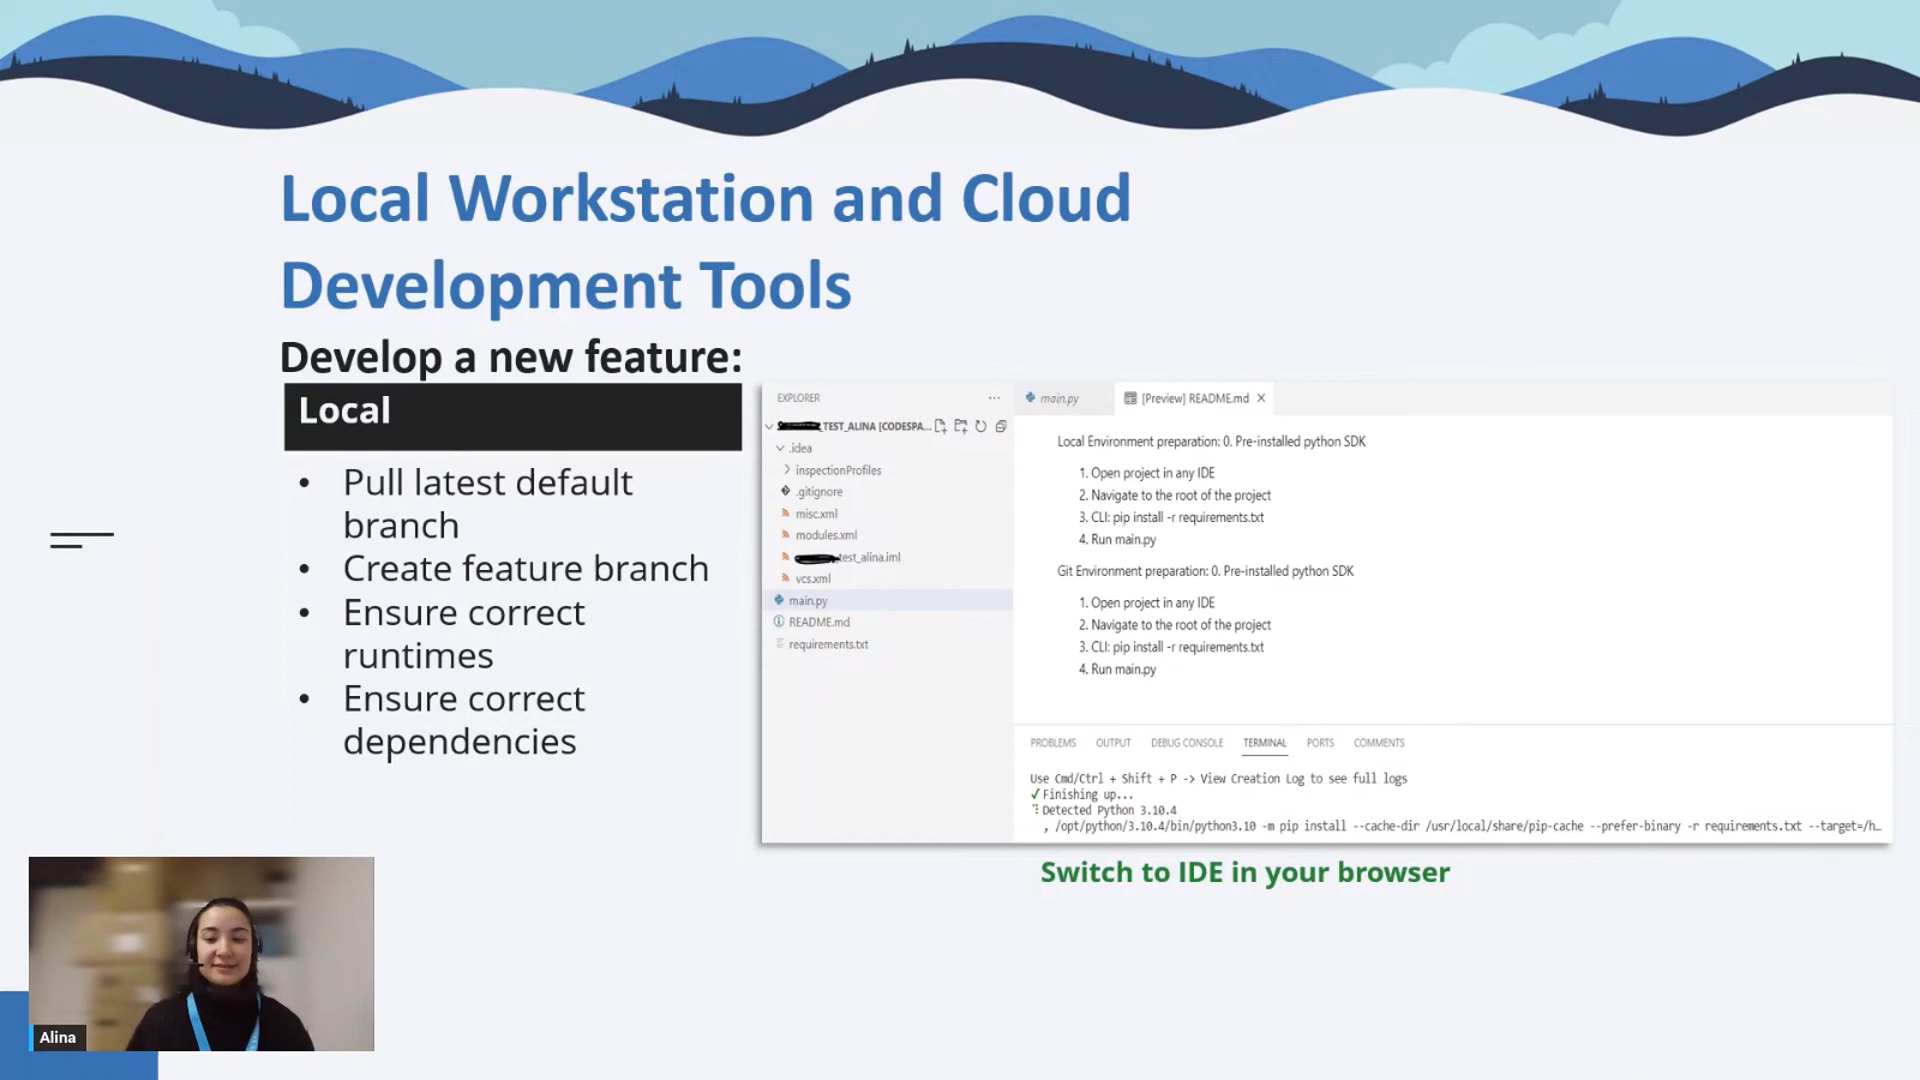 Local Workstation and Cloud
Development Tools
Develop a new feature:
Local
• Pull latest default
branch
• Create feature branch
• Ensure correct
runtimes
• Ensure correct
dependencies
EXPLORER
_TEST_ALINA [CODESPA...
.idea
inspectionProfiles
.gitignore
misc.xml
modules.xml
test_alina.iml
vcs.xml
main.py
README.md
requirements.txt
main.py
[Preview] README.md
Local Environment preparation: 0. Pre-installed python SDK
1. Open project in any IDE
2. Navigate to the root of the project
3. CLI: pip install -r requirements.txt
4. Run main.py
Git Environment preparation: 0. Pre-installed python SDK
1. Open project in any IDE
2. Navigate to the root of the project
3. CLI: pip install -r requirements.txt
4. Run main.py
PROBLEMS OUTPUT DEBUG CONSOLE TERMINAL PORTS COMMENTS
Use Cmd/Ctrl + Shift + P -> View Creation Log to see full logs
✓ Finishing up...
⠹ Detected Python 3.10.4
, /opt/python/3.10.4/bin/python3.10 -m pip install --cache-dir /usr/local/share/pip-cache --prefer-binary -r requirements.txt --target=/h…
Switch to IDE in your browser
Alina